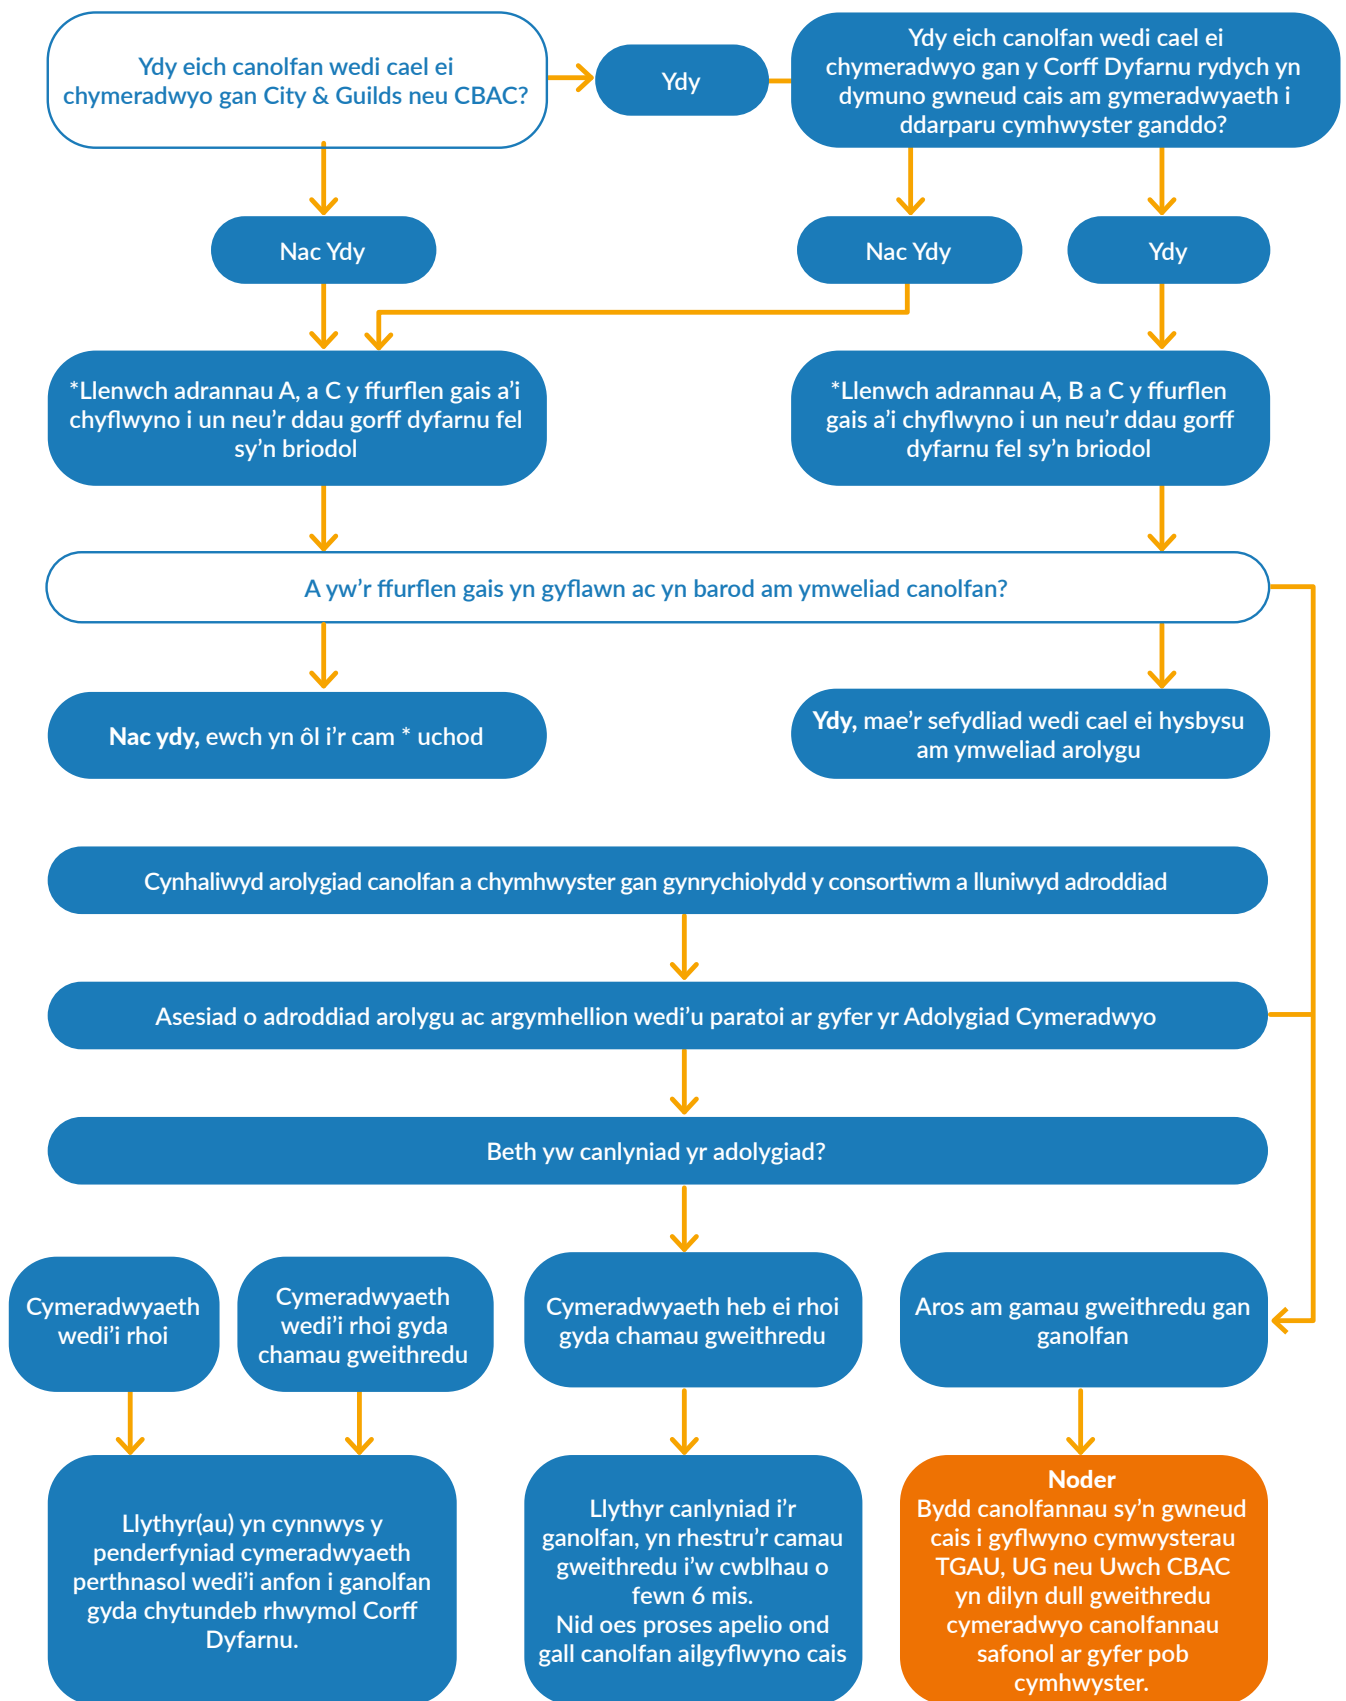 Ydy eich canolfan wedi cael ei
chymeradwyo gan City & Guilds neu CBAC?
Ydy
Ydy eich canolfan wedi cael ei
chymeradwyo gan y Corff Dyfarnu rydych yn
dymuno gwneud cais am gymeradwyaeth i
ddarparu cymhwyster ganddo?
Nac Ydy
Nac Ydy
Ydy
*Llenwch adrannau A, a C y ffurflen gais a'i
chyflwyno i un neu'r ddau gorff dyfarnu fel
sy'n briodol
*Llenwch adrannau A, B a C y ffurflen
gais a'i chyflwyno i un neu'r ddau gorff
dyfarnu fel sy'n briodol
A yw'r ffurflen gais yn gyflawn ac yn barod am ymweliad canolfan?
Nac ydy, ewch yn ôl i'r cam * uchod
Ydy, mae'r sefydliad wedi cael ei hysbysu
am ymweliad arolygu
Cynhaliwyd arolygiad canolfan a chymhwyster gan gynrychiolydd y consortiwm a lluniwyd adroddiad
Asesiad o adroddiad arolygu ac argymhellion wedi'u paratoi ar gyfer yr Adolygiad Cymeradwyo
Beth yw canlyniad yr adolygiad?
Cymeradwyaeth
wedi'i rhoi
Cymeradwyaeth
wedi'i rhoi gyda
chamau gweithredu
Cymeradwyaeth heb ei rhoi
gyda chamau gweithredu
Aros am gamau gweithredu gan
ganolfan
Llythyr(au) yn cynnwys y
penderfyniad cymeradwyaeth
perthnasol wedi'i anfon i ganolfan
gyda chytundeb rhwymol Corff
Dyfarnu.
Llythyr canlyniad i'r
ganolfan, yn rhestru'r camau
gweithredu i'w cwblhau o
fewn 6 mis.
Nid oes proses apelio ond
gall canolfan ailgyflwyno cais
Noder
Bydd canolfannau sy'n gwneud
cais i gyflwyno cymwysterau
TGAU, UG neu Uwch CBAC
yn dilyn dull gweithredu
cymeradwyo canolfannau
safonol ar gyfer pob
cymhwyster.